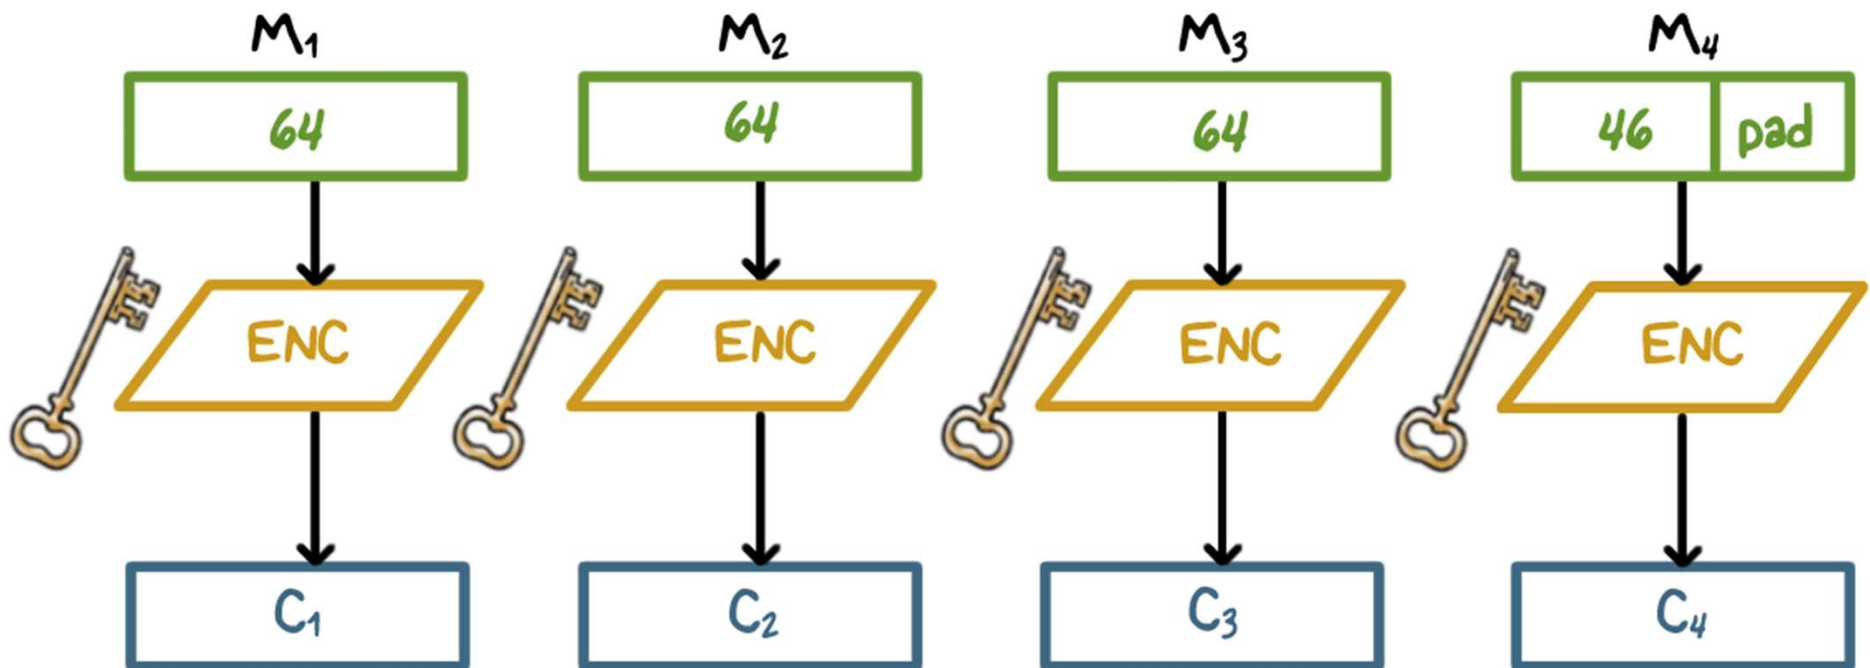 M₁ M₂ M₃ M₄
64 64 64 46 pad
ENC ENC ENC ENC
C₁ C₂ C₃ C₄